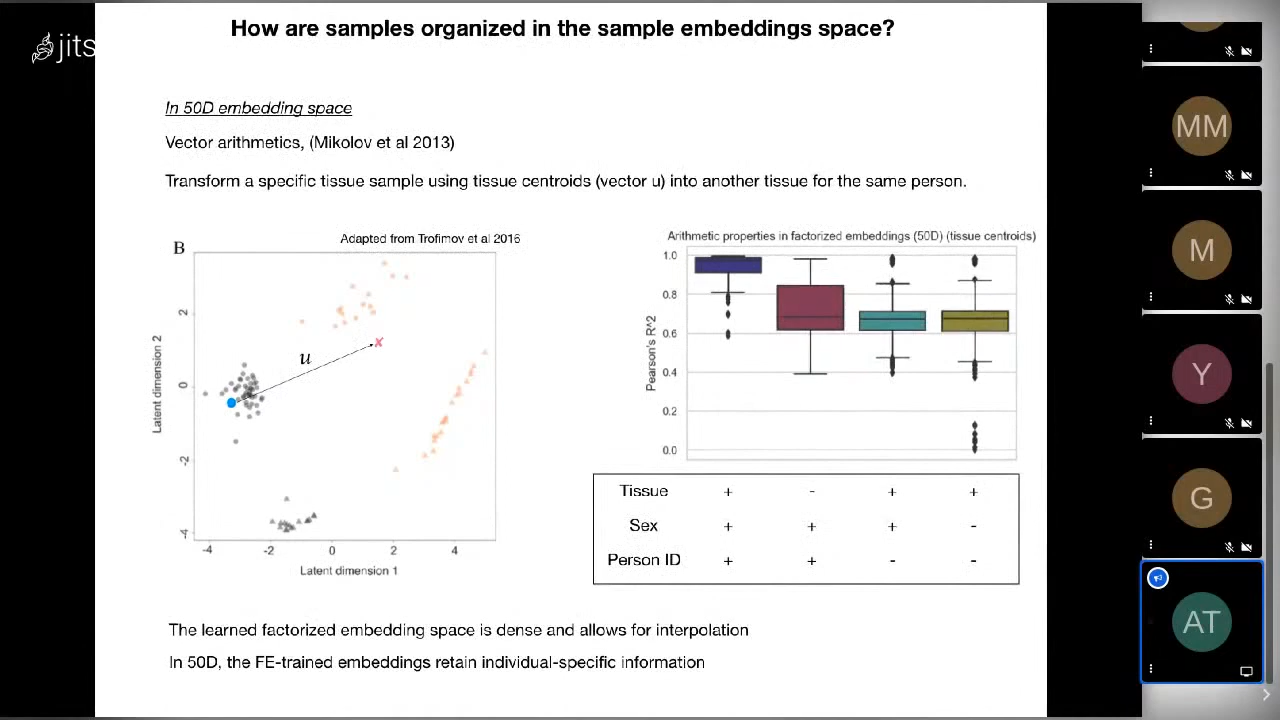 How are samples organized in the sample embeddings space?
jits
In 50D embedding space
Vector arithmetics, (Mikolov et al 2013)
Transform a specific tissue sample using tissue centroids (vector u) into another tissue for the same person.
B
Adapted from Trofimov et al 2016
Latent dimension 2
2
0
-2
-4
u
x
-4 -2 0 2 4
Latent dimension 1
Arithmetic properties in factorized embeddings (50D) (tissue centroids)
Pearson's R^2
1.0
0.8
0.6
0.4
0.2
0.0
Tissue + - + +
Sex + + + -
Person ID + + - -
The learned factorized embedding space is dense and allows for interpolation
In 50D, the FE-trained embeddings retain individual-specific information
MM
M
Y
G
AT